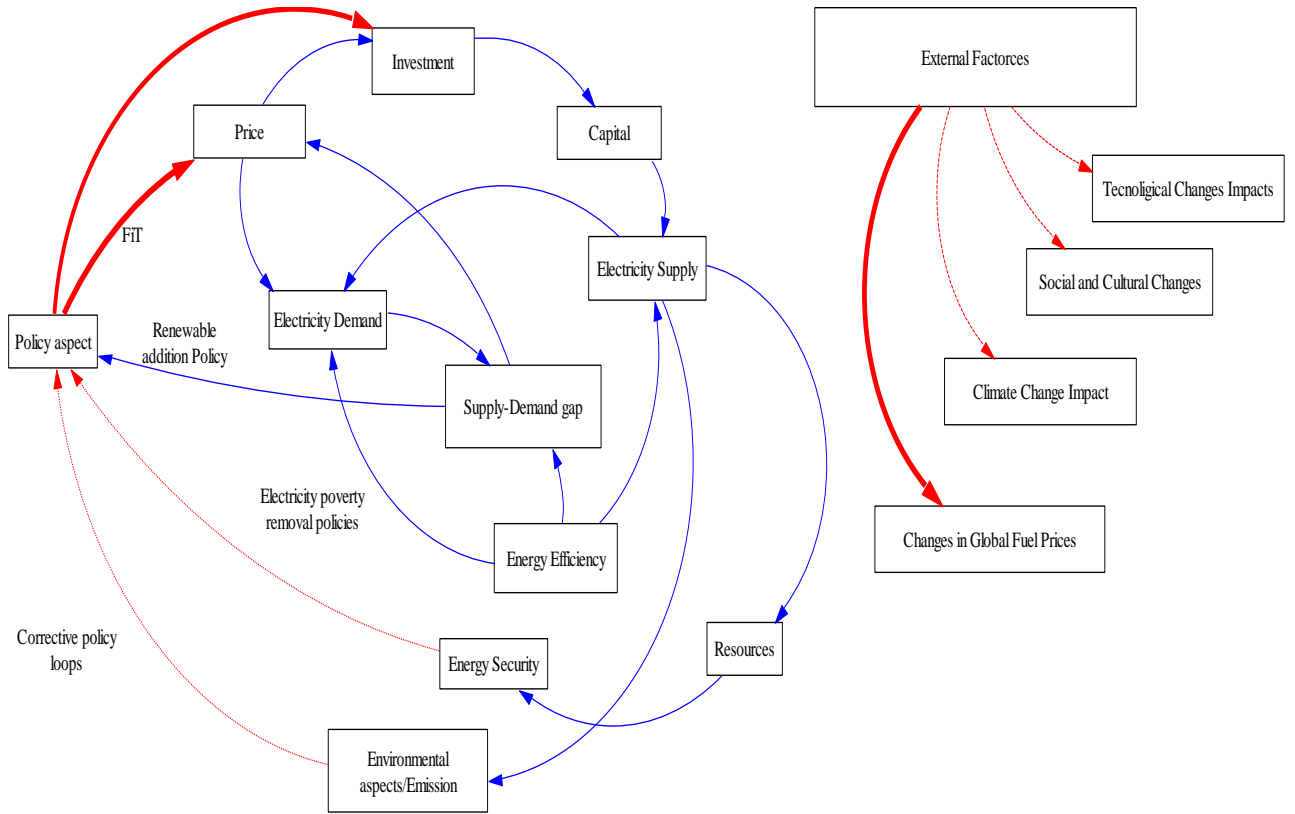 Investment
External Factorces
Price
Capital
Tecnoligical Changes Impacts
FiT
Electricity Supply
Social and Cultural Changes
Electricity Demand
Policy aspect
Renewable
addition Policy
Supply-Demand gap
Climate Change Impact
Electricity poverty
removal policies
Energy Efficiency
Changes in Global Fuel Prices
Corrective policy
loops
Energy Security
Resources
Environmental
aspects/Emission